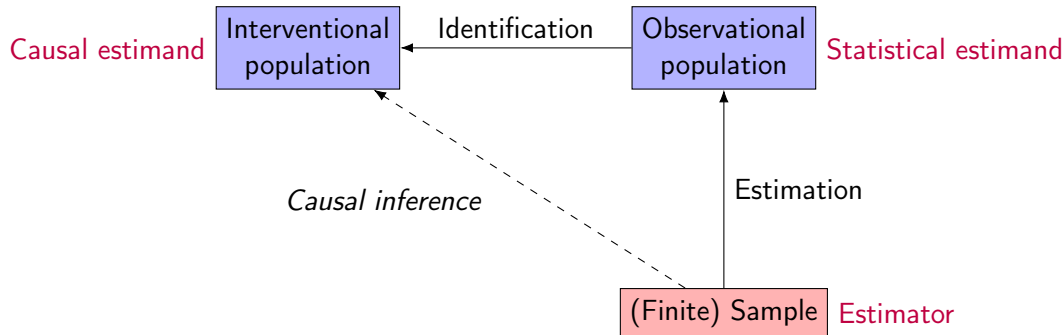 Causal estimand
Interventional
population
Identification
Observational
population
Statistical estimand
Causal inference
Estimation
(Finite) Sample
Estimator